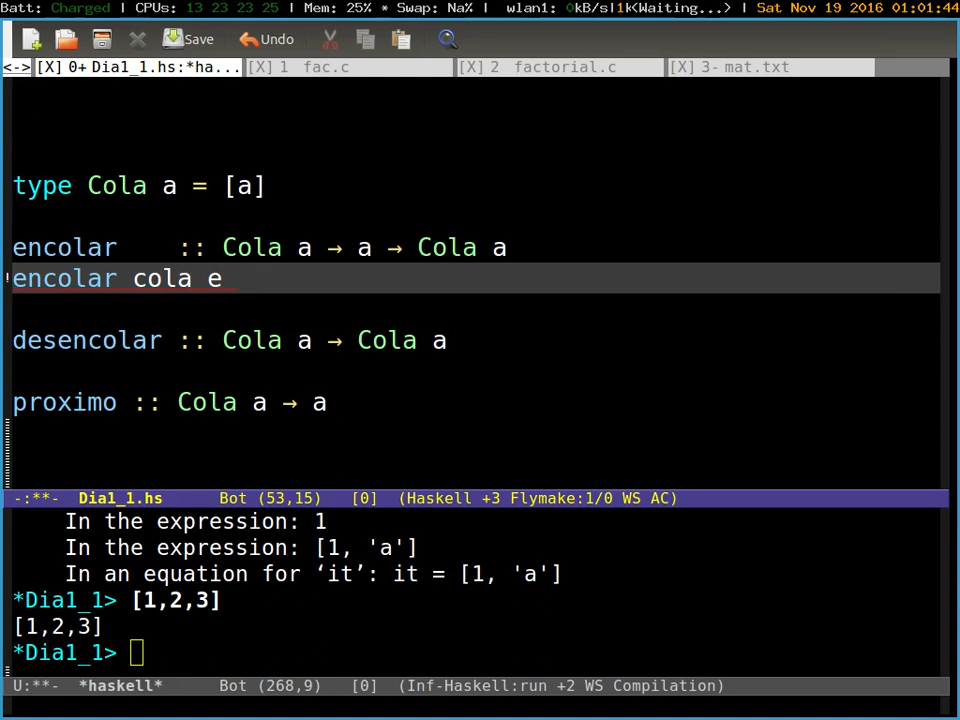 Batt: Charged | CPUs: 13 23 23 25 | Mem: 25% * Swap: Na% | wlan1: 0kB/s|1k<Waiting...> | Sat Nov 19 2016 01:01:44
Save Undo
<-> [X] 0+ Dia1_1.hs:*ha... [X] 1 fac.c [X] 2 factorial.c [X] 3- mat.txt
type Cola a = [a]
encolar :: Cola a → a → Cola a
!encolar cola e
desencolar :: Cola a → Cola a
proximo :: Cola a → a
-:**- Dia1_1.hs Bot (53,15) [0] (Haskell +3 Flymake:1/0 WS AC)
In the expression: 1
In the expression: [1, 'a']
In an equation for ‘it’: it = [1, 'a']
*Dia1_1> [1,2,3]
[1,2,3]
*Dia1_1>
U:**- *haskell* Bot (268,9) [0] (Inf-Haskell:run +2 WS Compilation)